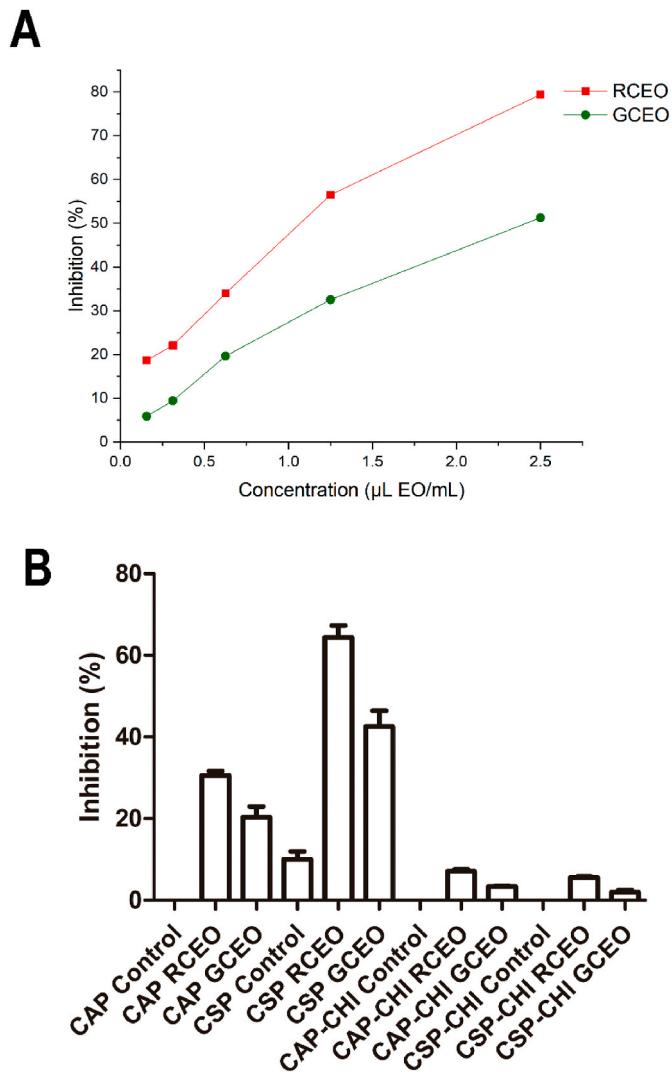 A
80
70
60
50
40
30
20
10
0
Inhibition (%)
0.0 0.5 1.0 1.5 2.0 2.5
Concentration (µL EO/mL)
RCEO
GCEO
B
80
60
40
20
0
Inhibition (%)
CAP Control
CAP RCEO
CAP GCEO
CSP Control
CSP RCEO
CSP GCEO
CAP-CHI Control
CAP-CHI RCEO
CAP-CHI GCEO
CSP-CHI Control
CSP-CHI RCEO
CSP-CHI GCEO